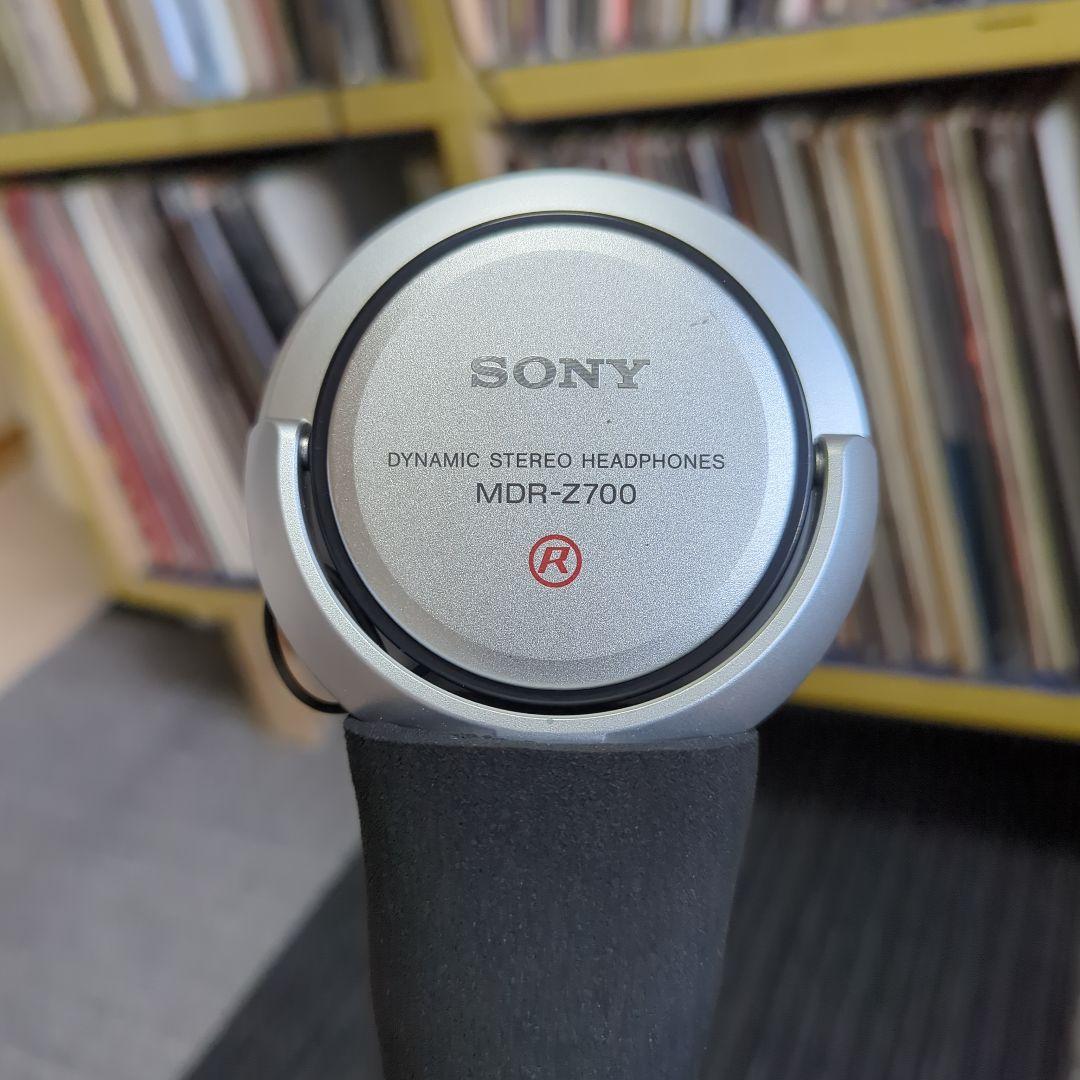 SONY
DYNAMIC STEREO HEADPHONES
MDR-Z700
R